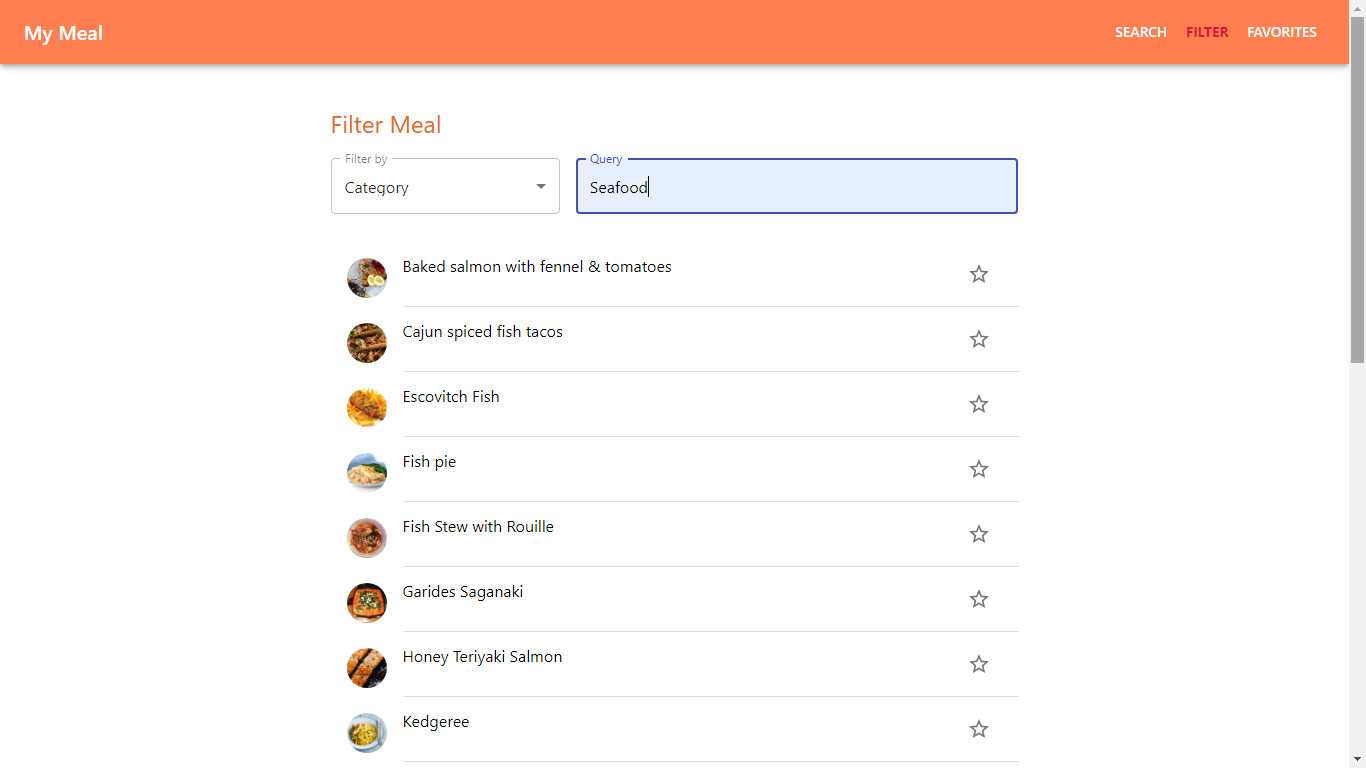 My Meal
SEARCH FILTER FAVORITES
Filter Meal
Filter by
Category
Query
Seafood
Baked salmon with fennel & tomatoes
Cajun spiced fish tacos
Escovitch Fish
Fish pie
Fish Stew with Rouille
Garides Saganaki
Honey Teriyaki Salmon
Kedgeree